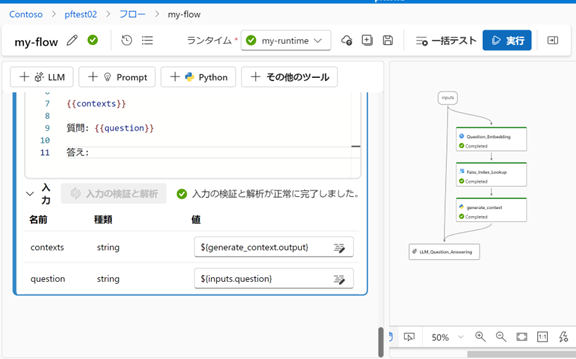 Contoso > pftest02 > フロー > my-flow
my-flow
ランタイム * my-runtime
一括テスト
実行
+ LLM
+ Prompt
+ Python
+ その他のツール
7 {{contexts}}
8
9 質問: {{question}}
10
11 答え:
入力
入力の検証と解析
入力の検証と解析が正常に完了しました。
名前 種類 値
contexts string ${generate_context.output}
question string ${inputs.question}
inputs
Question_Embedding
Completed
Faiss_Index_Lookup
Completed
generate_context
Completed
LLM_Question_Answering
50%
1:1